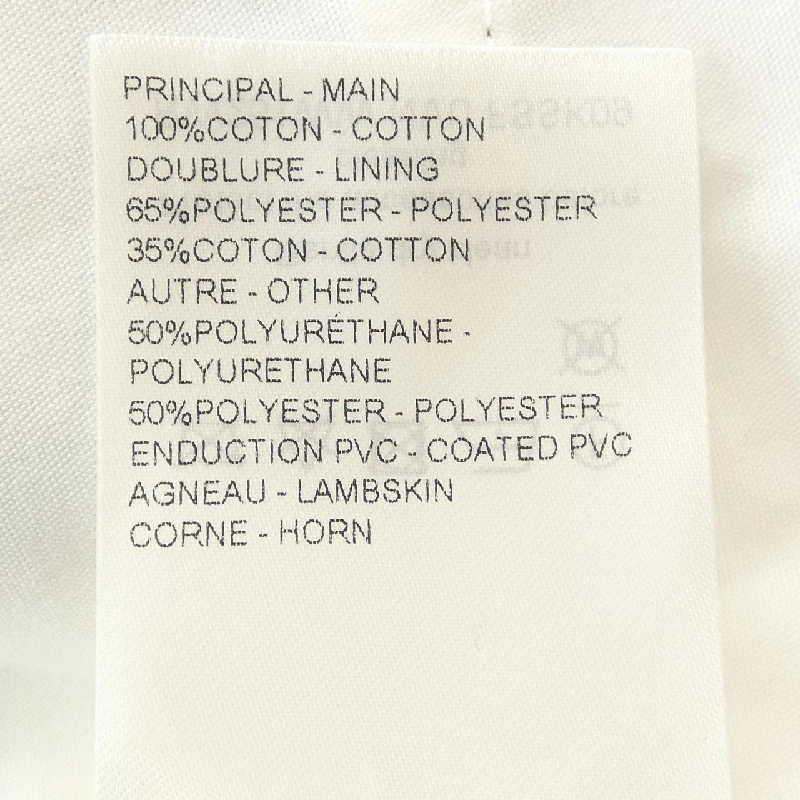 PRINCIPAL - MAIN
100%COTON - COTTON
DOUBLURE - LINING
65%POLYESTER - POLYESTER
35%COTON - COTTON
AUTRE - OTHER
50%POLYURÉTHANE -
POLYURETHANE
50%POLYESTER - POLYESTER
ENDUCTION PVC - COATED PVC
AGNEAU - LAMBSKIN
CORNE - HORN